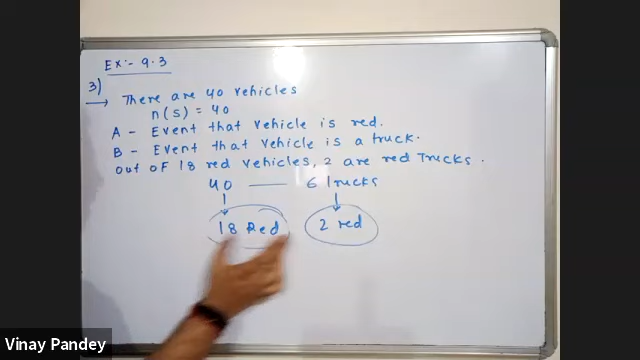 Ex:- 9.3
3)
There are 40 vehicles
n(s) = 40
A - Event that vehicle is red.
B - Event that vehicle is a truck.
out of 18 red vehicles, 2 are red Trucks.
40 — 6 Trucks
18 Red 2 red
Vinay Pandey